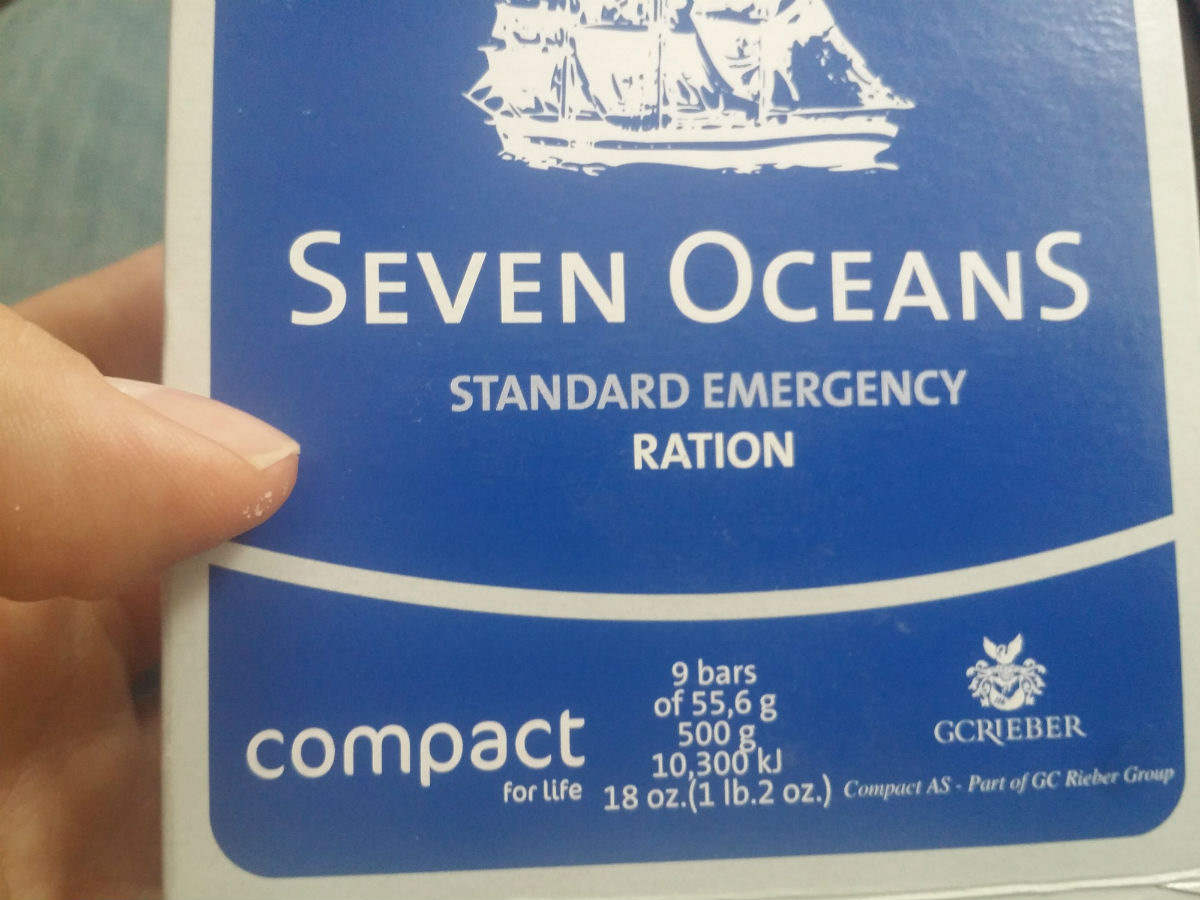 SEVEN OCEANS
STANDARD EMERGENCY
RATION
compact
for life
9 bars
of 55,6 g
500 g
10,300 kJ
18 oz.(1 lb.2 oz.)
GCRIEBER
Compact AS - Part of GC Rieber Group